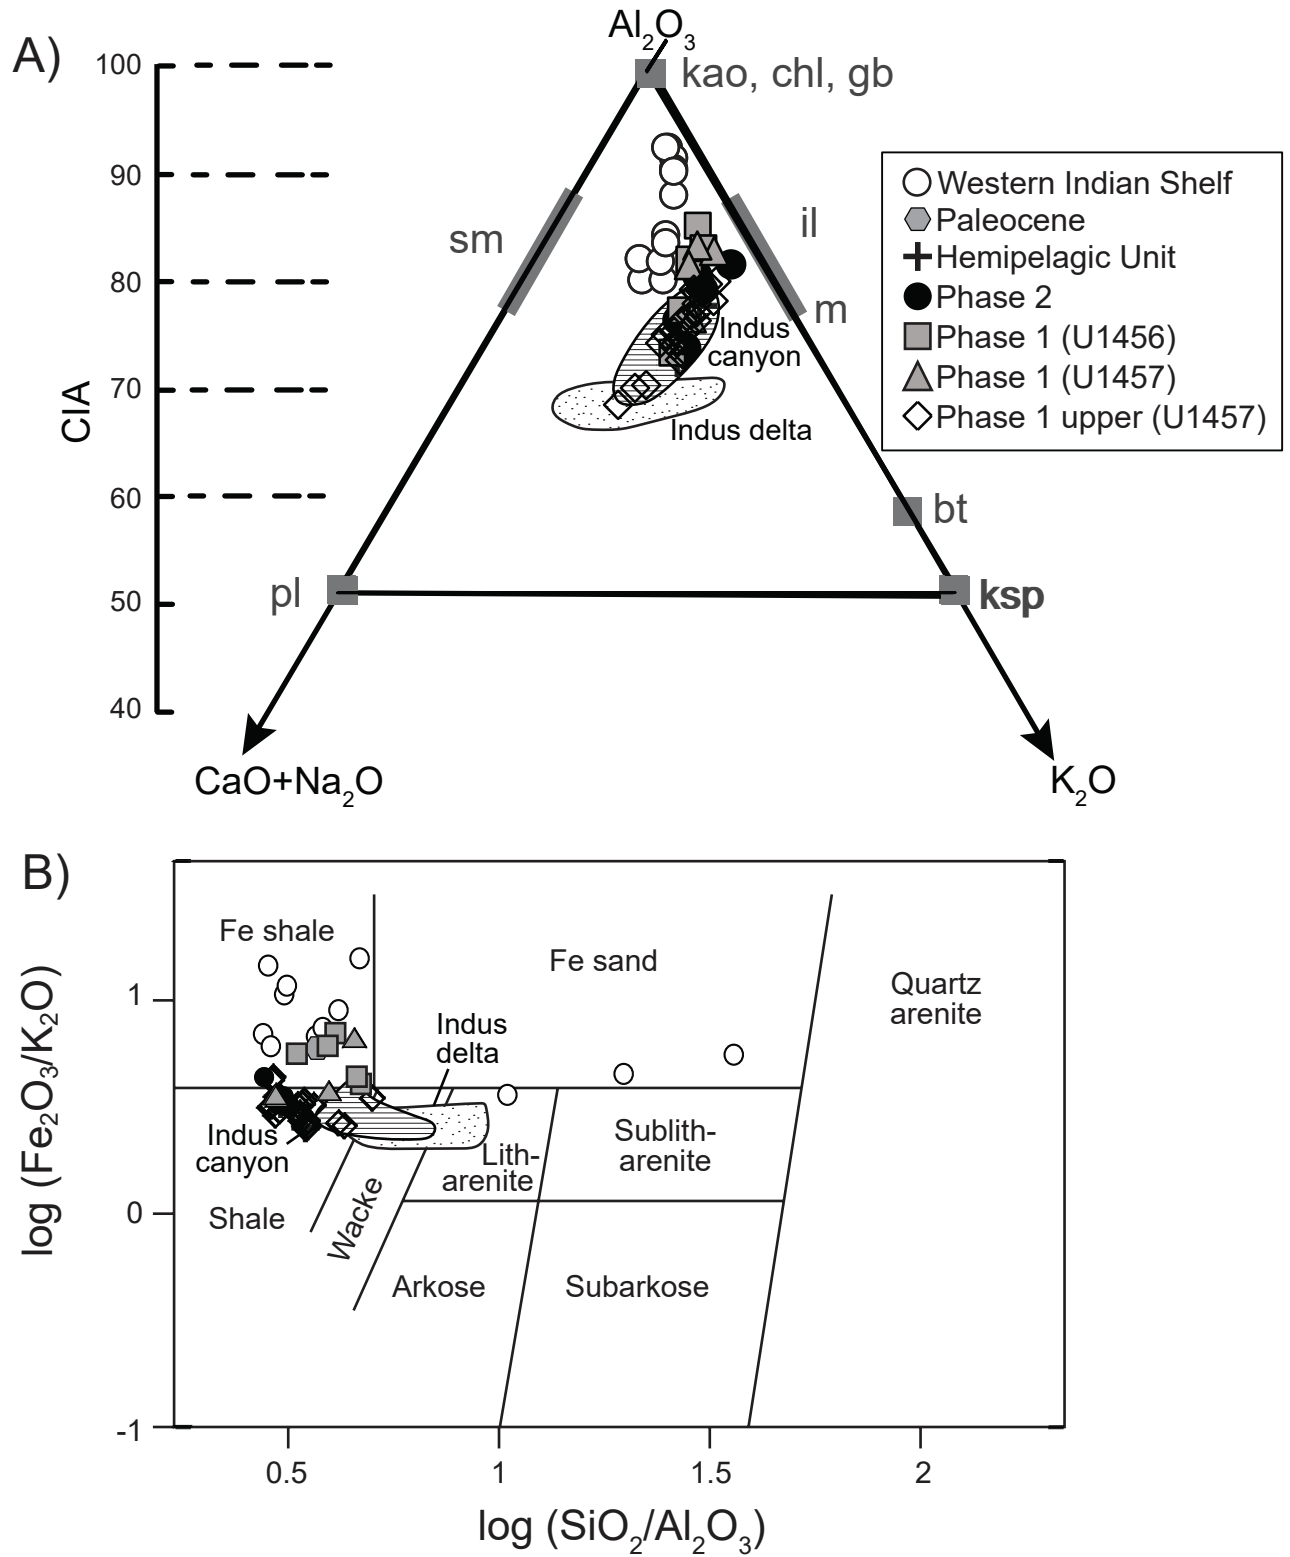 A)
Al₂O₃
100
kao, chl, gb
90
sm
il
80
m
Western Indian Shelf
Paleocene
Hemipelagic Unit
Phase 2
Phase 1 (U1456)
Phase 1 (U1457)
Phase 1 upper (U1457)
Indus
canyon
CIA
70
Indus delta
60
bt
pl
ksp
50
40
CaO+Na₂O
K₂O
B)
Fe shale
Fe sand
Quartz
arenite
1
Indus
delta
log (Fe₂O₃/K₂O)
Indus
canyon
Sublith-
arenite
Lith-
arenite
0
Shale
Wacke
Arkose
Subarkose
-1
0.5
1
1.5
2
log (SiO₂/Al₂O₃)